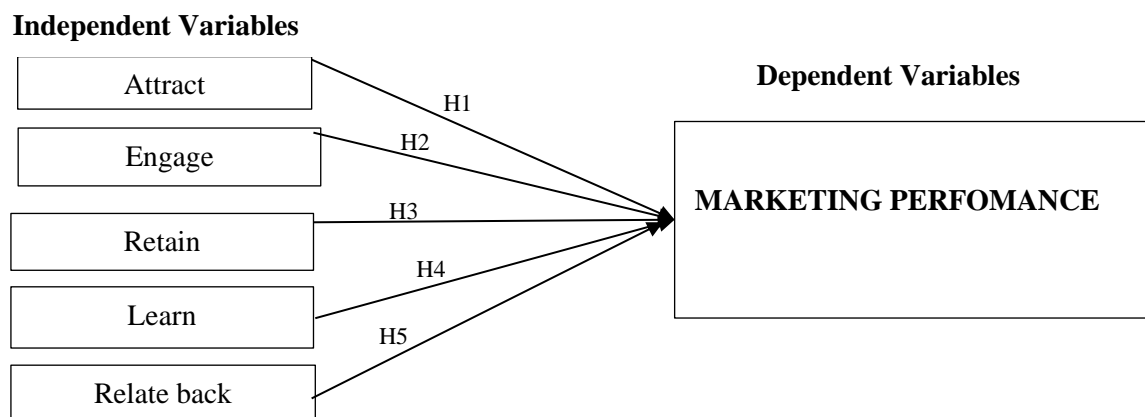 Independent Variables
Attract
Engage
Retain
Learn
Relate back
H1
H2
H3
H4
H5
Dependent Variables
MARKETING PERFOMANCE